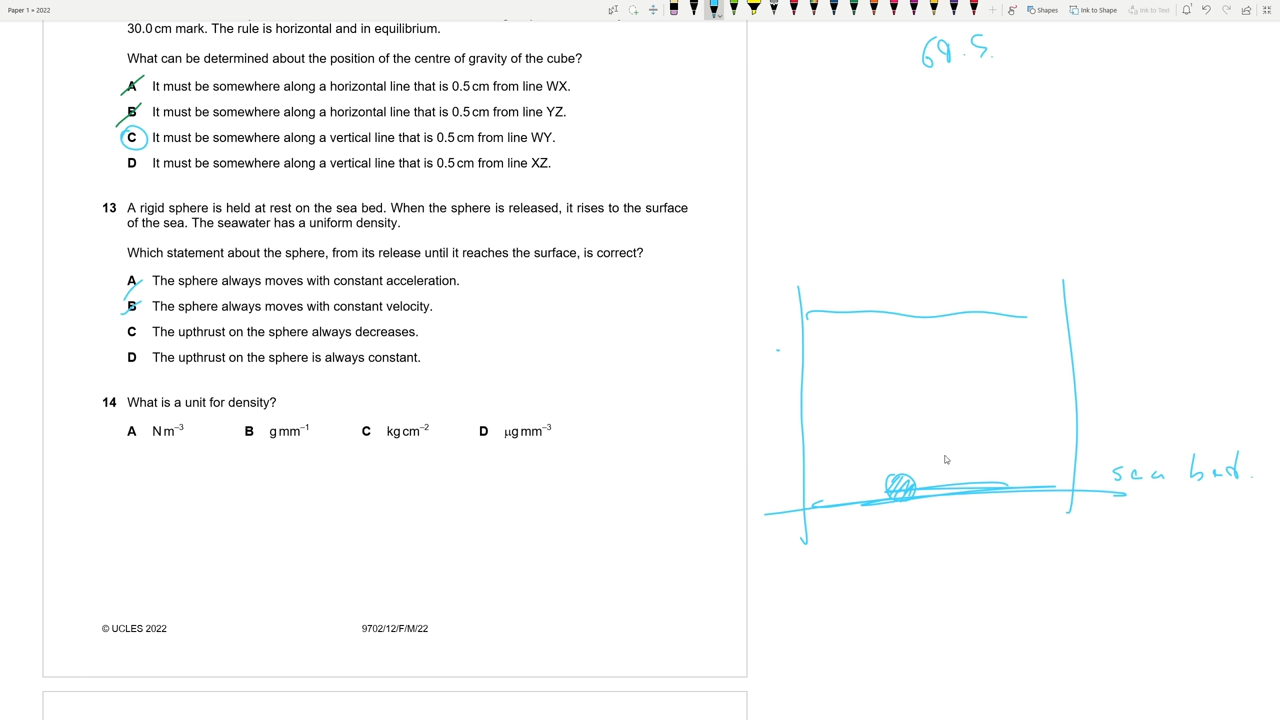 Paper 1 » 2022
Shapes Ink to Shape Ink to Text
30.0 cm mark. The rule is horizontal and in equilibrium.
68.5.
What can be determined about the position of the centre of gravity of the cube?
A It must be somewhere along a horizontal line that is 0.5 cm from line WX.
B It must be somewhere along a horizontal line that is 0.5 cm from line YZ.
C It must be somewhere along a vertical line that is 0.5 cm from line WY.
D It must be somewhere along a vertical line that is 0.5 cm from line XZ.
13 A rigid sphere is held at rest on the sea bed. When the sphere is released, it rises to the surface
of the sea. The seawater has a uniform density.
Which statement about the sphere, from its release until it reaches the surface, is correct?
A The sphere always moves with constant acceleration.
B The sphere always moves with constant velocity.
C The upthrust on the sphere always decreases.
D The upthrust on the sphere is always constant.
14 What is a unit for density?
A N m⁻³ B g mm⁻¹ C kg cm⁻² D μg mm⁻³
sea bed.
© UCLES 2022 9702/12/F/M/22